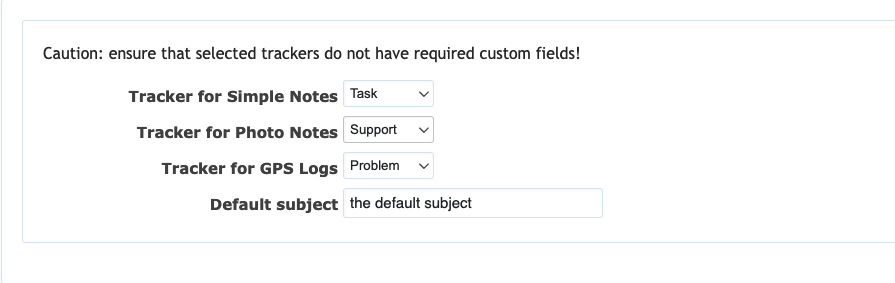 Caution: ensure that selected trackers do not have required custom fields!
Tracker for Simple Notes Task
Tracker for Photo Notes Support
Tracker for GPS Logs Problem
Default subject the default subject